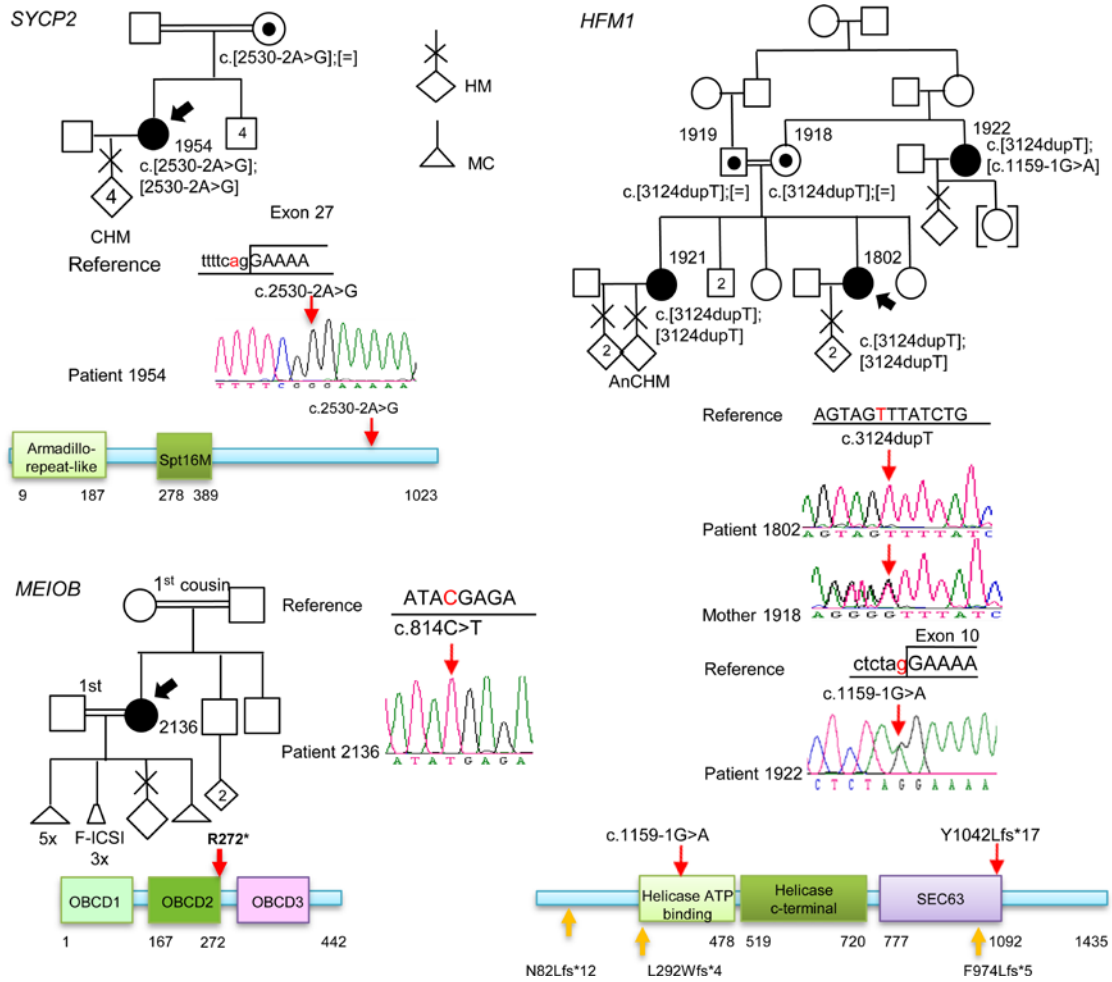 SYCP2
c.[2530-2A>G];[=]
HM
MC
4
1954
c.[2530-2A>G];
[2530-2A>G]
4
CHM
Exon 27
Reference
ttttcagGAAAA
c.2530-2A>G
Patient 1954
T T T T C G G G A A A A A
c.2530-2A>G
Armadillo-
repeat-like
Spt16M
9
187
278
389
1023
HFM1
1919
1918
1922
c.[3124dupT];
[c.1159-1G>A]
c.[3124dupT];[=]
c.[3124dupT];[=]
1921
1802
2
c.[3124dupT];
[3124dupT]
2
2
c.[3124dupT];
[3124dupT]
AnCHM
Reference
AGTAGTTTATCTG
c.3124dupT
Patient 1802
A G T A G T T T T A T C
Mother 1918
A G G G G T T T A T C
Exon 10
Reference
ctctagGAAAA
c.1159-1G>A
Patient 1922
C T C T A G G A A A A
MEIOB
1st cousin
1st
2136
2
5x
F-ICSI
3x
Reference
ATACGAGA
c.814C>T
Patient 2136
A T A T G A G A
R272*
OBCD1
OBCD2
OBCD3
1
167
272
442
c.1159-1G>A
Y1042Lfs*17
Helicase ATP
binding
Helicase
c-terminal
SEC63
478
519
720
777
1092
1435
N82Lfs*12
L292Wfs*4
F974Lfs*5